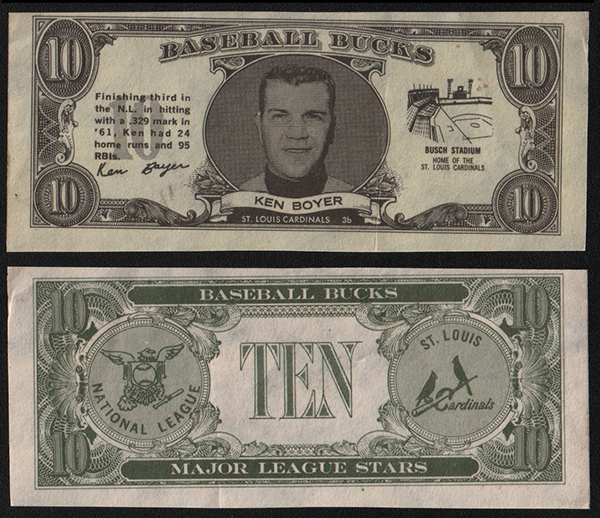 10
BASEBALL BUCKS
10
Finishing third in
the N.L. in hitting
with a .329 mark in
'61, Ken had 24
home runs and 95
RBIs.
10
Ken Boyer
BUSCH STADIUM
HOME OF THE
ST. LOUIS CARDINALS
10
KEN BOYER
ST. LOUIS CARDINALS 3b
10
10
BASEBALL BUCKS
10
NATIONAL LEAGUE
TEN
ST. LOUIS
Cardinals
10
MAJOR LEAGUE STARS
10